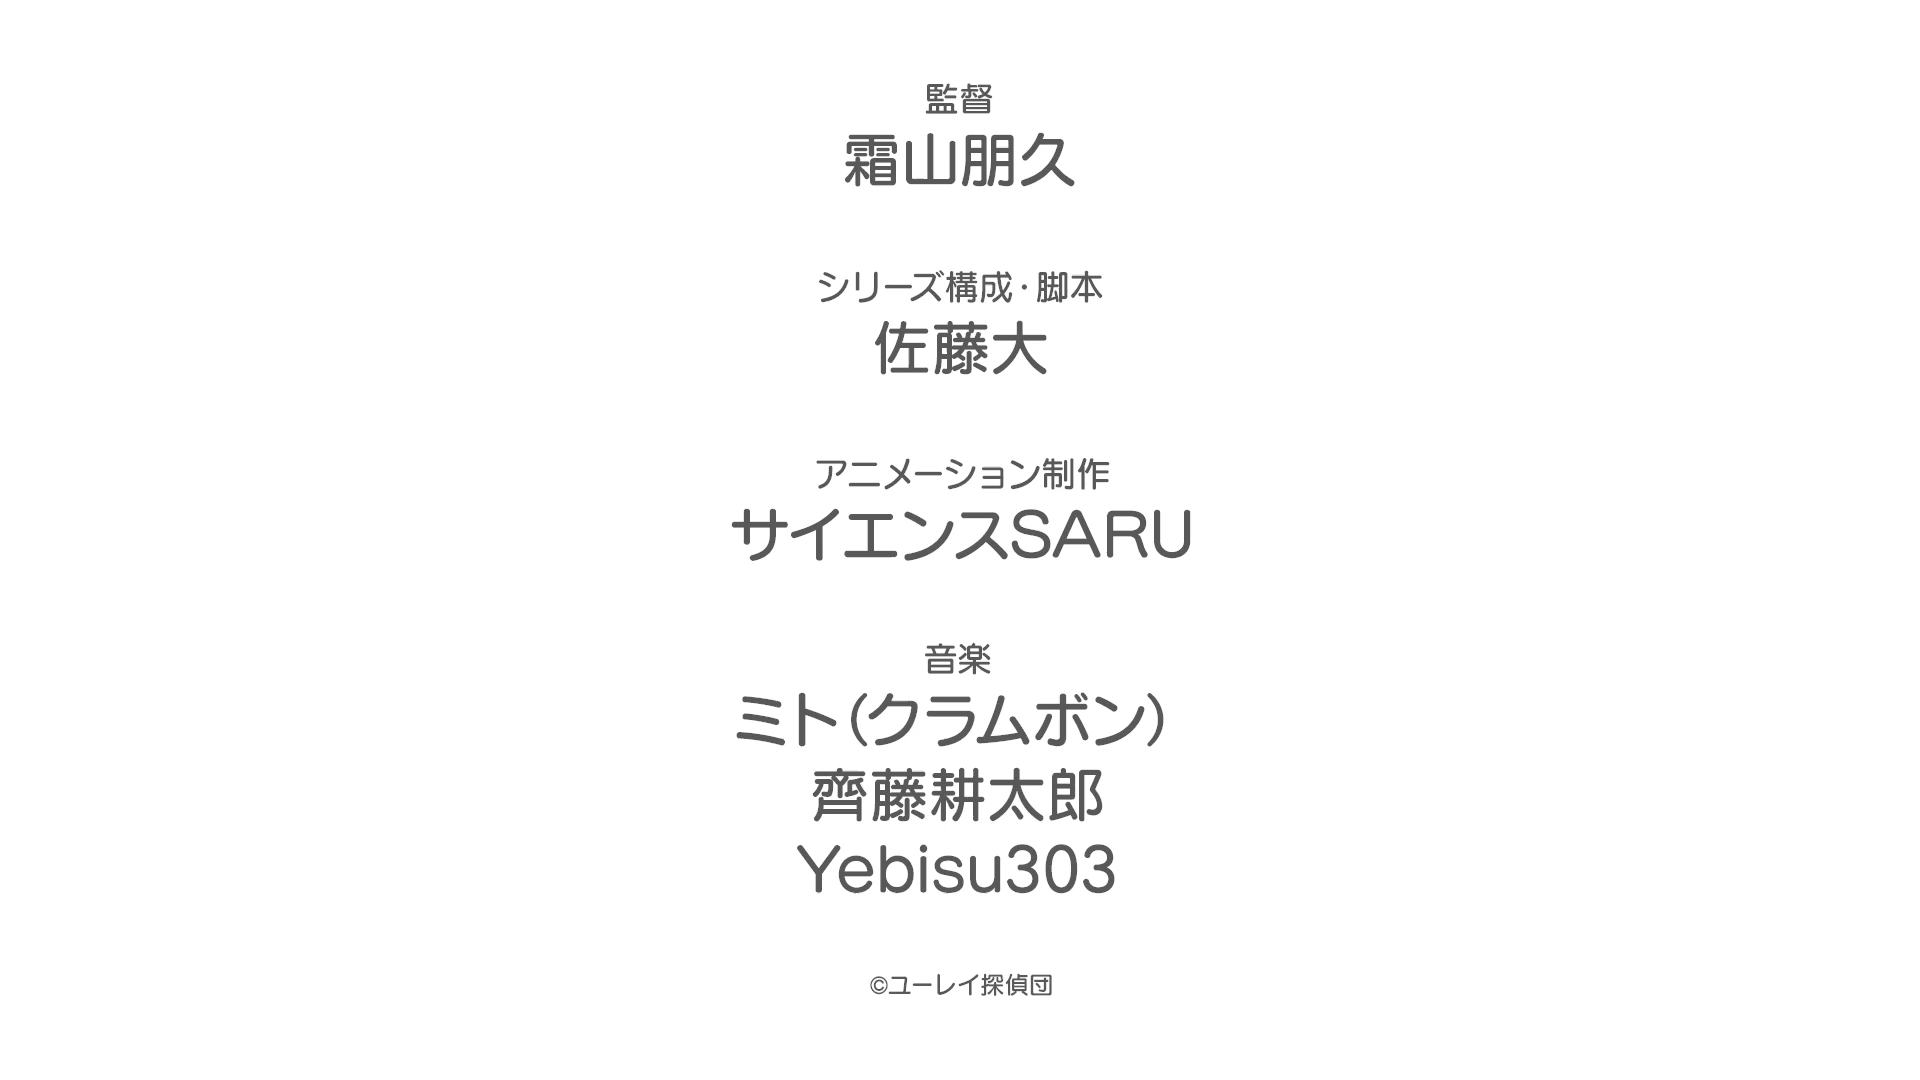 監督
霜山朋久
シリーズ構成・脚本
佐藤大
アニメーション制作
サイエンスSARU
音楽
ミト（クラムボン）
齊藤耕太郎
Yebisu303
©ユーレイ探偵団